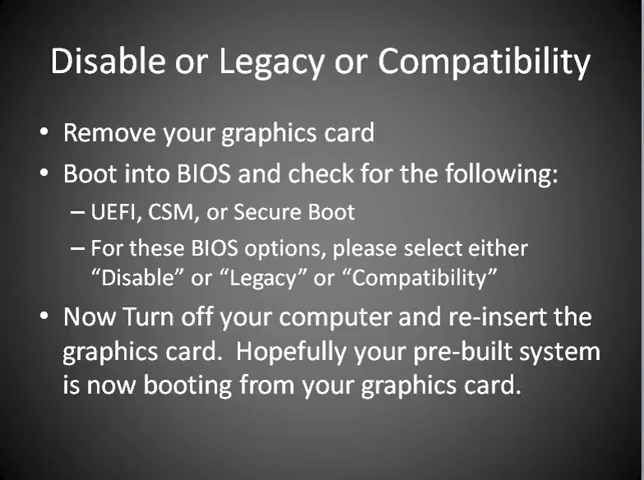 Disable or Legacy or Compatibility
• Remove your graphics card
• Boot into BIOS and check for the following:
– UEFI, CSM, or Secure Boot
– For these BIOS options, please select either
“Disable” or “Legacy” or “Compatibility”
• Now Turn off your computer and re-insert the
graphics card.  Hopefully your pre-built system
is now booting from your graphics card.